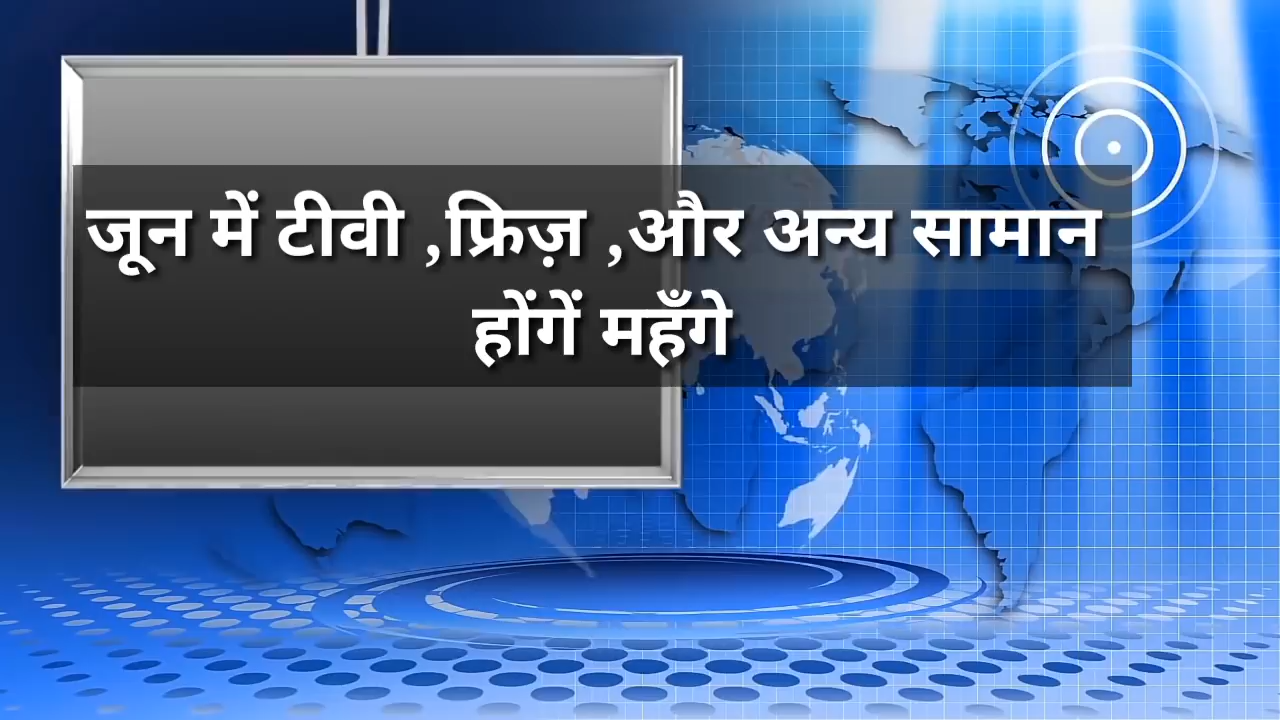 जून में टीवी ,फ्रिज़ ,और अन्य सामान
होंगें महँगे